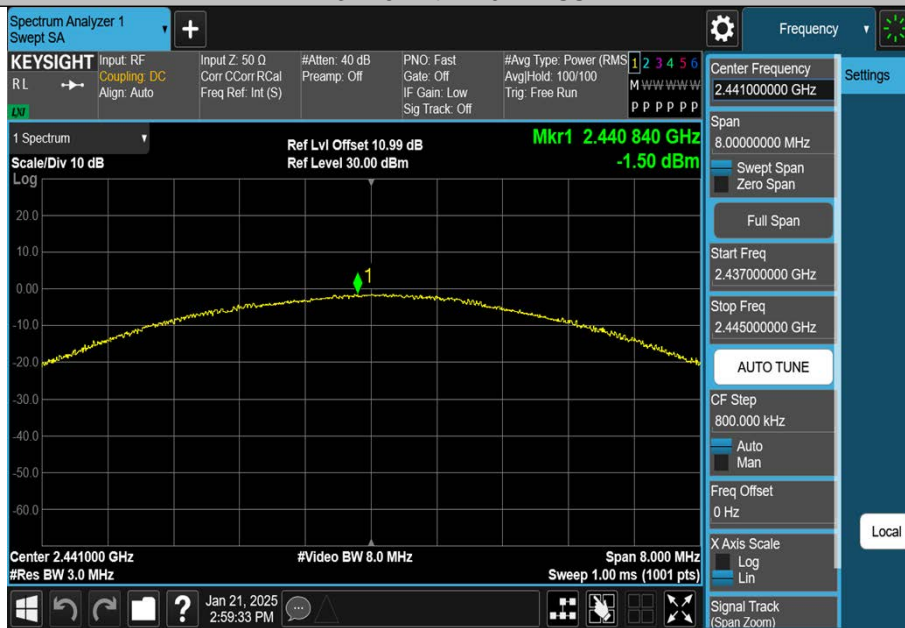 Spectrum Analyzer 1
Swept SA
+
Frequency
KEYSIGHT
RL
LXI
Input: RF
Coupling: DC
Align: Auto
Input Z: 50 Ω
Corr CCorr RCal
Freq Ref: Int (S)
#Atten: 40 dB
Preamp: Off
PNO: Fast
Gate: Off
IF Gain: Low
Sig Track: Off
#Avg Type: Power (RMS
Avg|Hold: 100/100
Trig: Free Run
1 2 3 4 5 6
M W W W W W
P P P P P P
1 Spectrum
Scale/Div 10 dB
Ref Lvl Offset 10.99 dB
Ref Level 30.00 dBm
Mkr1 2.440 840 GHz
-1.50 dBm
Log
20.0
10.0
0.00
-10.0
-20.0
-30.0
-40.0
-50.0
-60.0
1
Center 2.441000 GHz
#Res BW 3.0 MHz
#Video BW 8.0 MHz
Span 8.000 MHz
Sweep 1.00 ms (1001 pts)
Center Frequency
2.441000000 GHz
Settings
Span
8.00000000 MHz
Swept Span
Zero Span
Full Span
Start Freq
2.437000000 GHz
Stop Freq
2.445000000 GHz
AUTO TUNE
CF Step
800.000 kHz
Auto
Man
Freq Offset
0 Hz
Local
X Axis Scale
Log
Lin
Signal Track
(Span Zoom)
?
Jan 21, 2025
2:59:33 PM